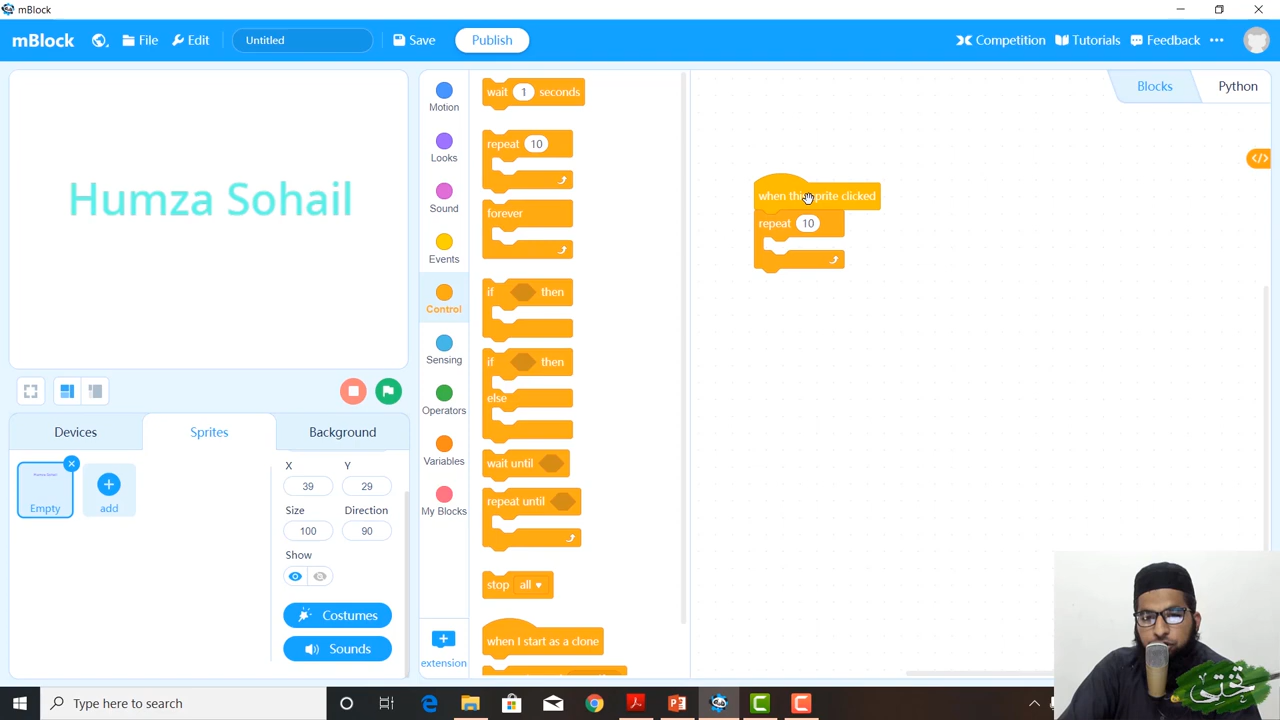 mBlock
mBlock
File
Edit
Untitled
Save
Publish
Competition
Tutorials
Feedback
Humza Sohail
Motion
Looks
Sound
Events
Control
Sensing
Operators
Variables
My Blocks
extension
wait 1 seconds
repeat 10
forever
if then
if then
else
wait until
repeat until
stop all
when I start as a clone
Blocks
Python
</>
when this sprite clicked
repeat 10
Devices
Sprites
Background
Empty
add
X
Y
39
29
Size
Direction
100
90
Show
Costumes
Sounds
Type here to search
تختی